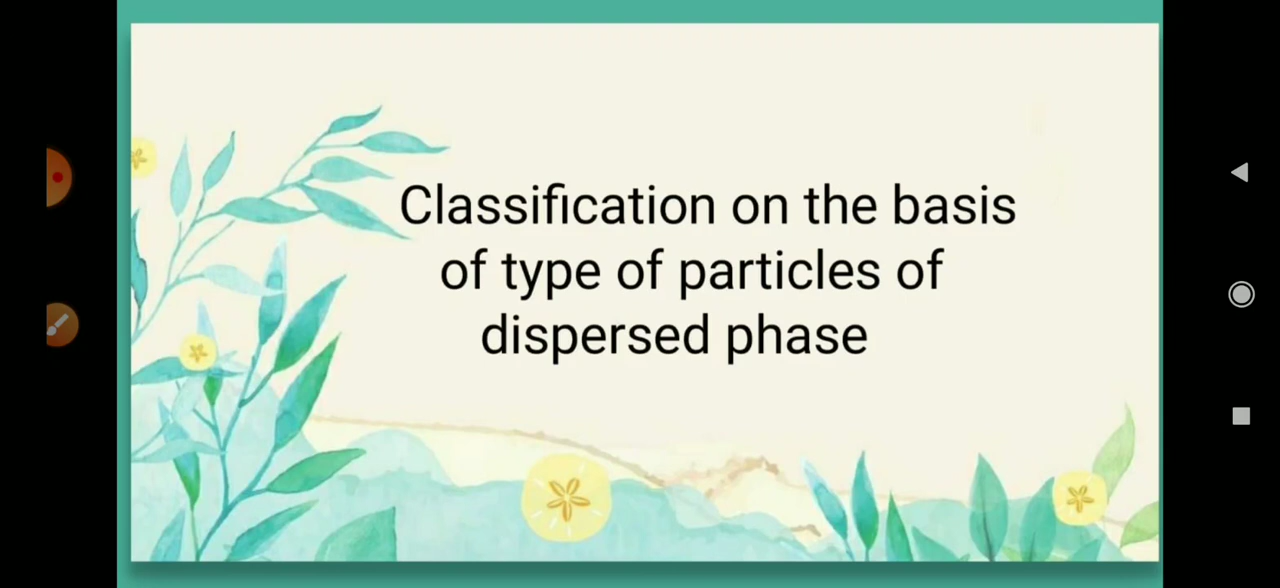 Classification on the basis
of type of particles of
dispersed phase